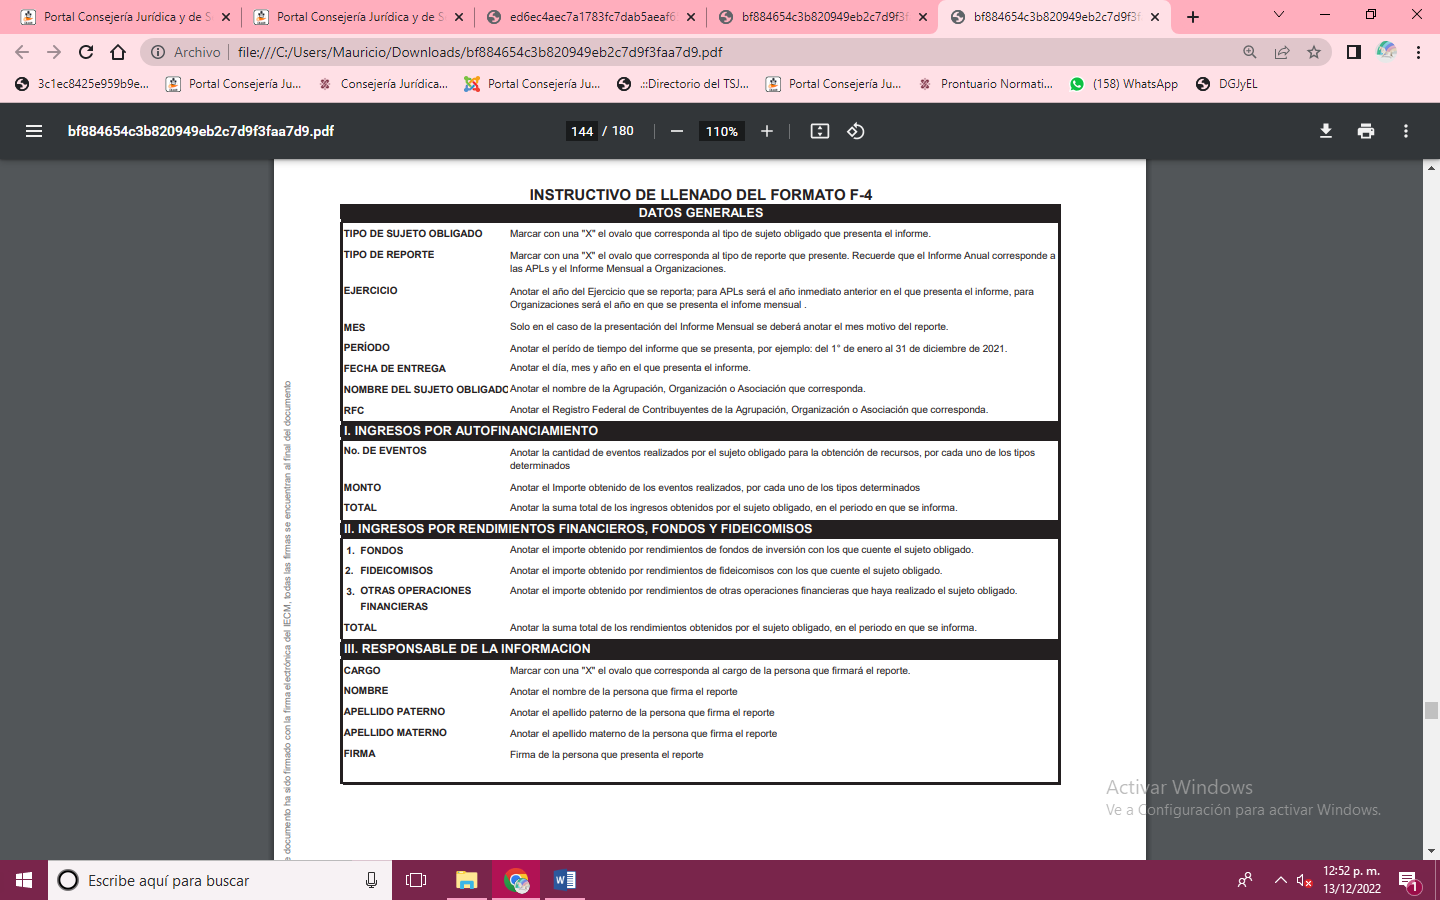 Portal Consejería Jurídica y de S
Portal Consejería Jurídica y de S
ed6ec4aec7a1783fc7dab5aeaf6
bf884654c3b820949eb2c7d9f3f
bf884654c3b820949eb2c7d9f3f
Archivo
file:///C:/Users/Mauricio/Downloads/bf884654c3b820949eb2c7d9f3faa7d9.pdf
3c1ec8425e959b9e...
Portal Consejería Ju...
Consejería Jurídica...
Portal Consejería Ju...
.::Directorio del TSJ...
Portal Consejería Ju...
Prontuario Normati...
(158) WhatsApp
DGJyEL
bf884654c3b820949eb2c7d9f3faa7d9.pdf
144 / 180
110%
INSTRUCTIVO DE LLENADO DEL FORMATO F-4
DATOS GENERALES
TIPO DE SUJETO OBLIGADO
Marcar con una "X" el ovalo que corresponda al tipo de sujeto obligado que presenta el informe.
TIPO DE REPORTE
Marcar con una "X" el ovalo que corresponda al tipo de reporte que presente. Recuerde que el Informe Anual corresponde a
las APLs y el Informe Mensual a Organizaciones.
EJERCICIO
Anotar el año del Ejercicio que se reporta; para APLs será el año inmediato anterior en el que presenta el informe, para
Organizaciones será el año en que se presenta el infome mensual .
MES
Solo en el caso de la presentación del Informe Mensual se deberá anotar el mes motivo del reporte.
PERÍODO
Anotar el perído de tiempo del informe que se presenta, por ejemplo: del 1° de enero al 31 de diciembre de 2021.
FECHA DE ENTREGA
Anotar el día, mes y año en el que presenta el informe.
NOMBRE DEL SUJETO OBLIGADO
Anotar el nombre de la Agrupación, Organización o Asociación que corresponda.
RFC
Anotar el Registro Federal de Contribuyentes de la Agrupación, Organización o Asociación que corresponda.
I. INGRESOS POR AUTOFINANCIAMIENTO
No. DE EVENTOS
Anotar la cantidad de eventos realizados por el sujeto obligado para la obtención de recursos, por cada uno de los tipos
determinados
MONTO
Anotar el Importe obtenido de los eventos realizados, por cada uno de los tipos determinados
TOTAL
Anotar la suma total de los ingresos obtenidos por el sujeto obligado, en el periodo en que se informa.
II. INGRESOS POR RENDIMIENTOS FINANCIEROS, FONDOS Y FIDEICOMISOS
1. FONDOS
Anotar el importe obtenido por rendimientos de fondos de inversión con los que cuente el sujeto obligado.
2. FIDEICOMISOS
Anotar el importe obtenido por rendimientos de fideicomisos con los que cuente el sujeto obligado.
3. OTRAS OPERACIONES
FINANCIERAS
Anotar el importe obtenido por rendimientos de otras operaciones financieras que haya realizado el sujeto obligado.
TOTAL
Anotar la suma total de los rendimientos obtenidos por el sujeto obligado, en el periodo en que se informa.
III. RESPONSABLE DE LA INFORMACION
CARGO
Marcar con una "X" el ovalo que corresponda al cargo de la persona que firmará el reporte.
NOMBRE
Anotar el nombre de la persona que firma el reporte
APELLIDO PATERNO
Anotar el apellido paterno de la persona que firma el reporte
APELLIDO MATERNO
Anotar el apellido materno de la persona que firma el reporte
FIRMA
Firma de la persona que presenta el reporte
e documento ha sido firmado con la firma electrónica del IECM, todas las firmas se encuentran al final del documento
Activar Windows
Ve a Configuración para activar Windows.
Escribe aquí para buscar
12:52 p. m.
13/12/2022
1